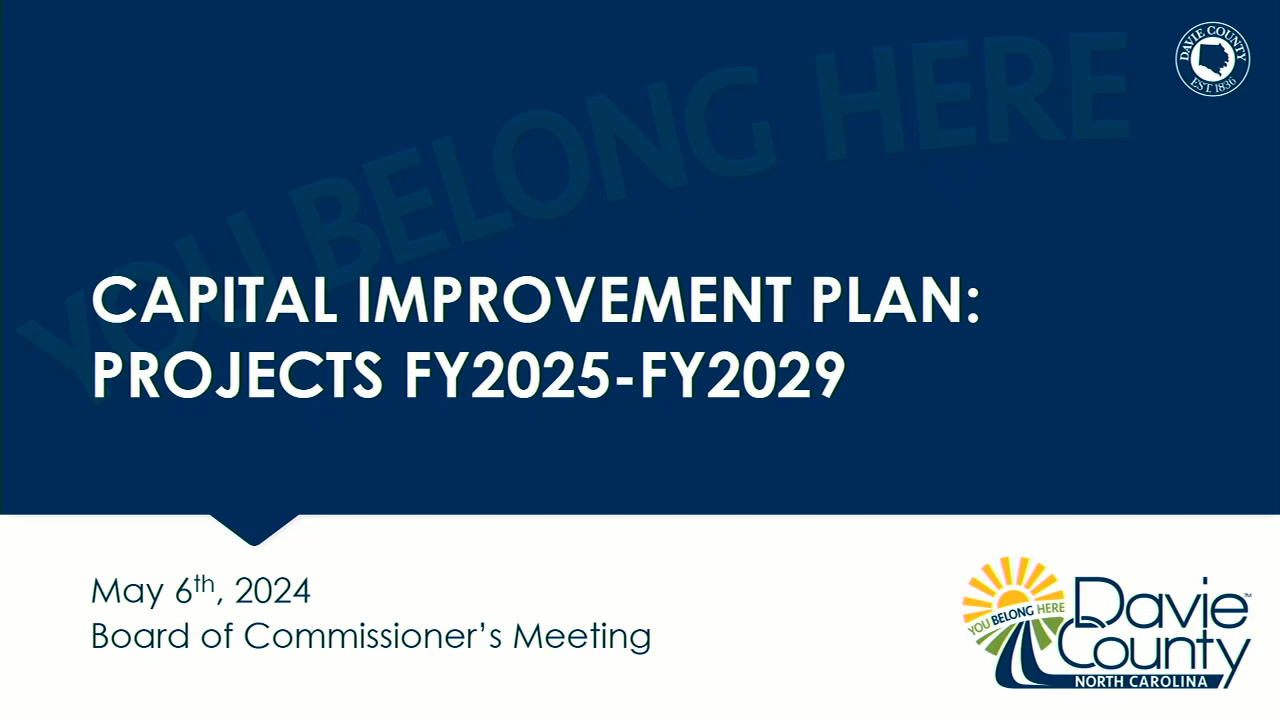 DAVIE COUNTY
EST. 1836
YOU BELONG HERE
CAPITAL IMPROVEMENT PLAN:
PROJECTS FY2025-FY2029
May 6th, 2024
Board of Commissioner’s Meeting
YOU BELONG HERE
Davie™
County
NORTH CAROLINA